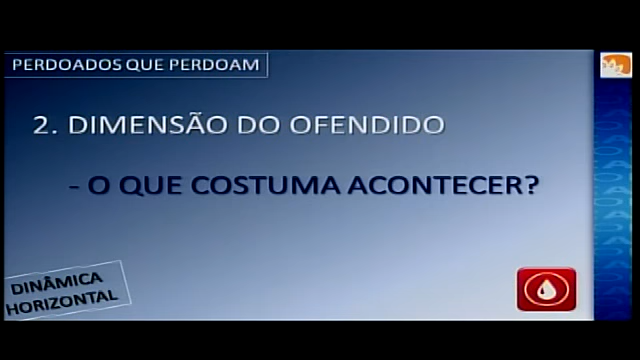 PERDOADOS QUE PERDOAM
2. DIMENSÃO DO OFENDIDO
- O QUE COSTUMA ACONTECER?
DINÂMICA
HORIZONTAL